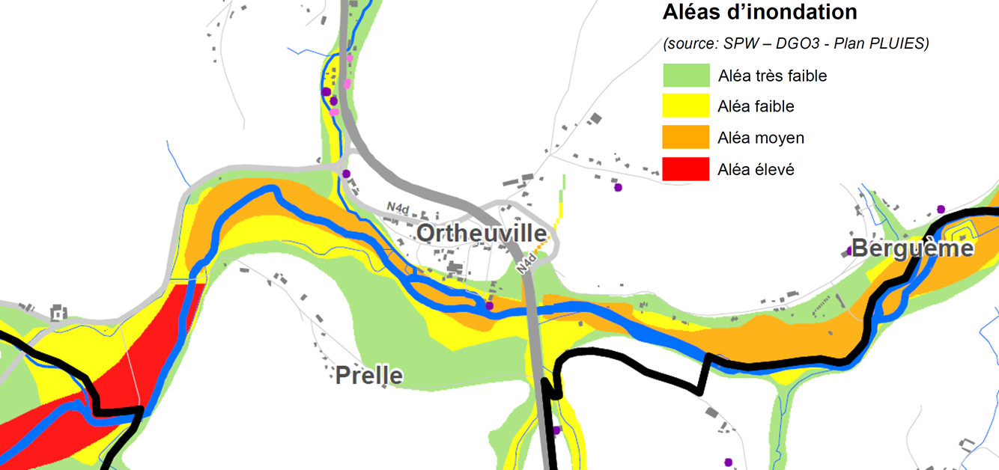 Aléas d’inondation
(source: SPW – DGO3 - Plan PLUIES)
Aléa très faible
Aléa faible
Aléa moyen
Aléa élevé
N4d
Ortheuville
N4d
Bergueme
Prelle